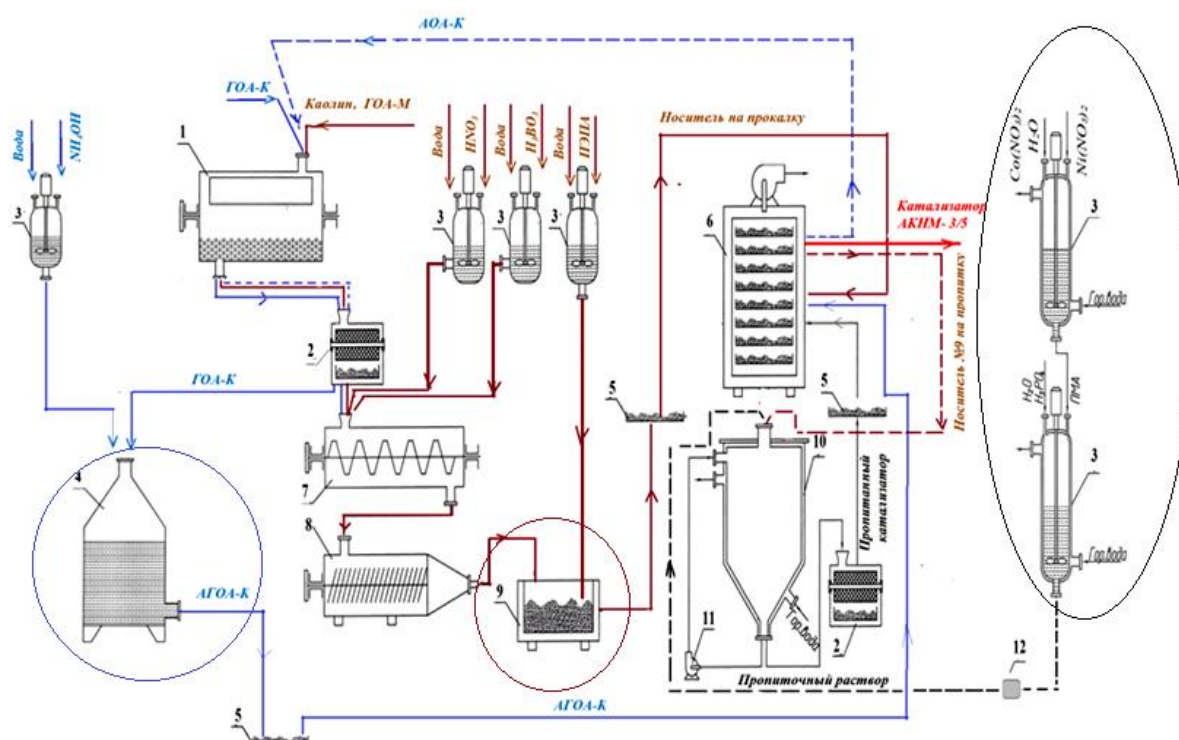 АОА-К
ГОА-К
Каолин, ГОА-М
Вода
NH4OH
1
3
Вода
HNO3
Вода
H3BO3
Вода
ПЭПА
3
3
3
Носитель на прокалку
6
Катализатор
АКНМ- 3/5
Носитель №9 на пропитку
Co(NO3)2
H2O
Ni(NO3)2
3
Гор.вода
2
ГОА-К
5
5
7
10
Пропитанный
катализатор
H2O
ПМА
3
Гор.вода
4
8
9
АГОА-К
11
Гор.вода
2
Пропиточный раствор
12
АГОА-К
5